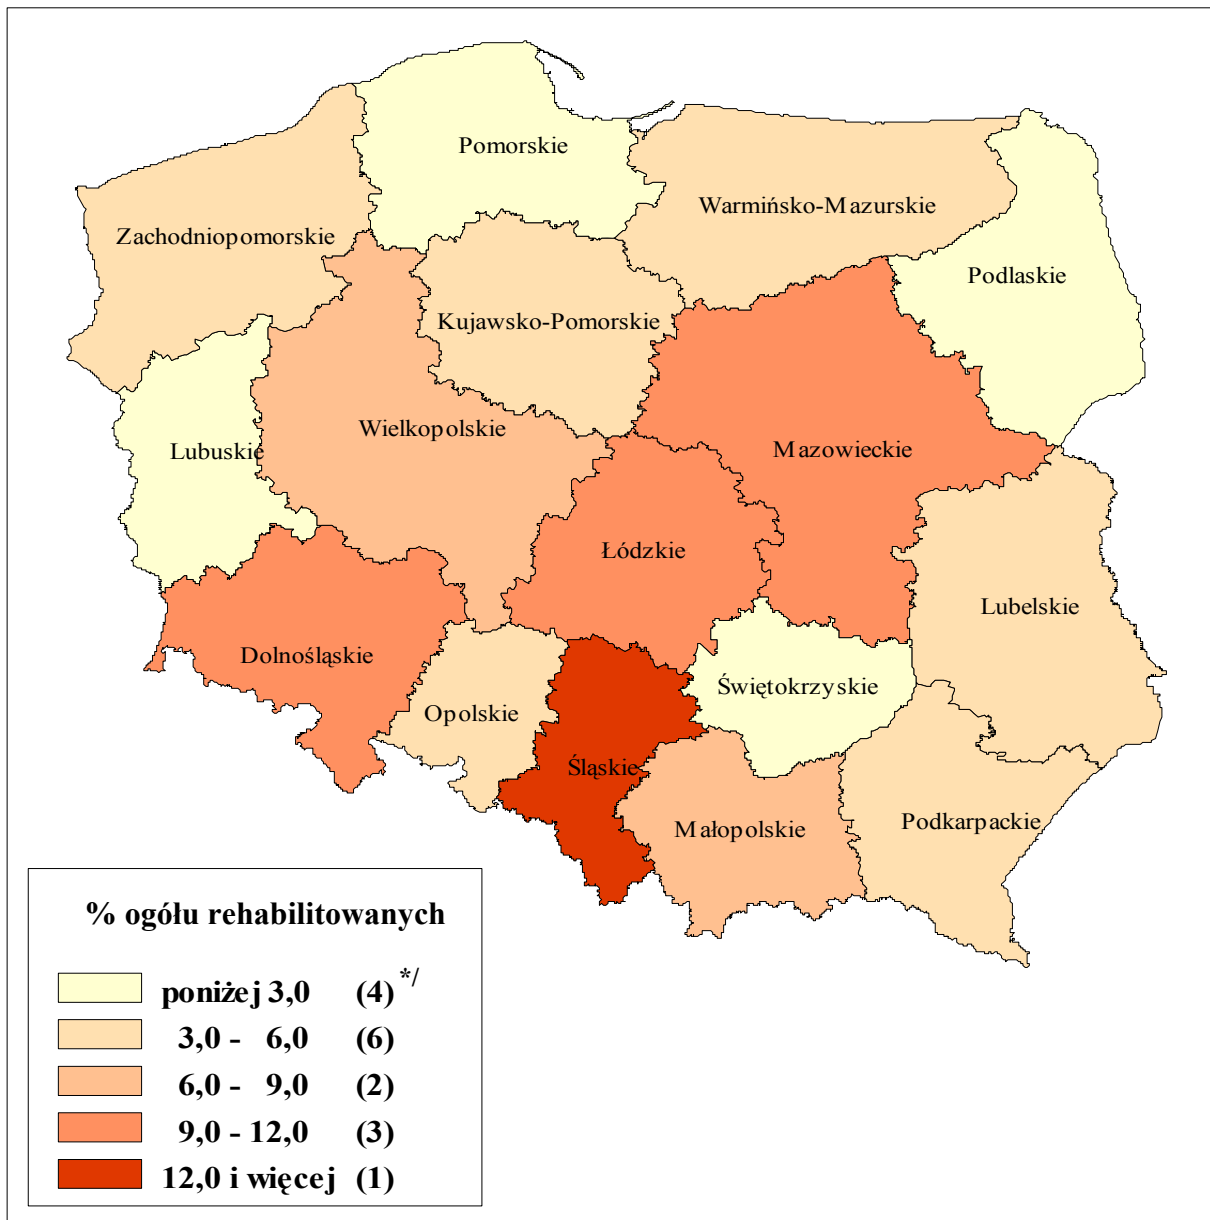 Pomorskie
Warmińsko-Mazurskie
Zachodniopomorskie
Podlaskie
Kujawsko-Pomorskie
Wielkopolskie
Lubuskie
Mazowieckie
Łódzkie
Lubelskie
Dolnośląskie
Świętokrzyskie
Opolskie
Śląskie
Małopolskie
Podkarpackie
% ogółu rehabilitowanych
poniżej 3,0 (4) */
3,0 - 6,0 (6)
6,0 - 9,0 (2)
9,0 - 12,0 (3)
12,0 i więcej (1)